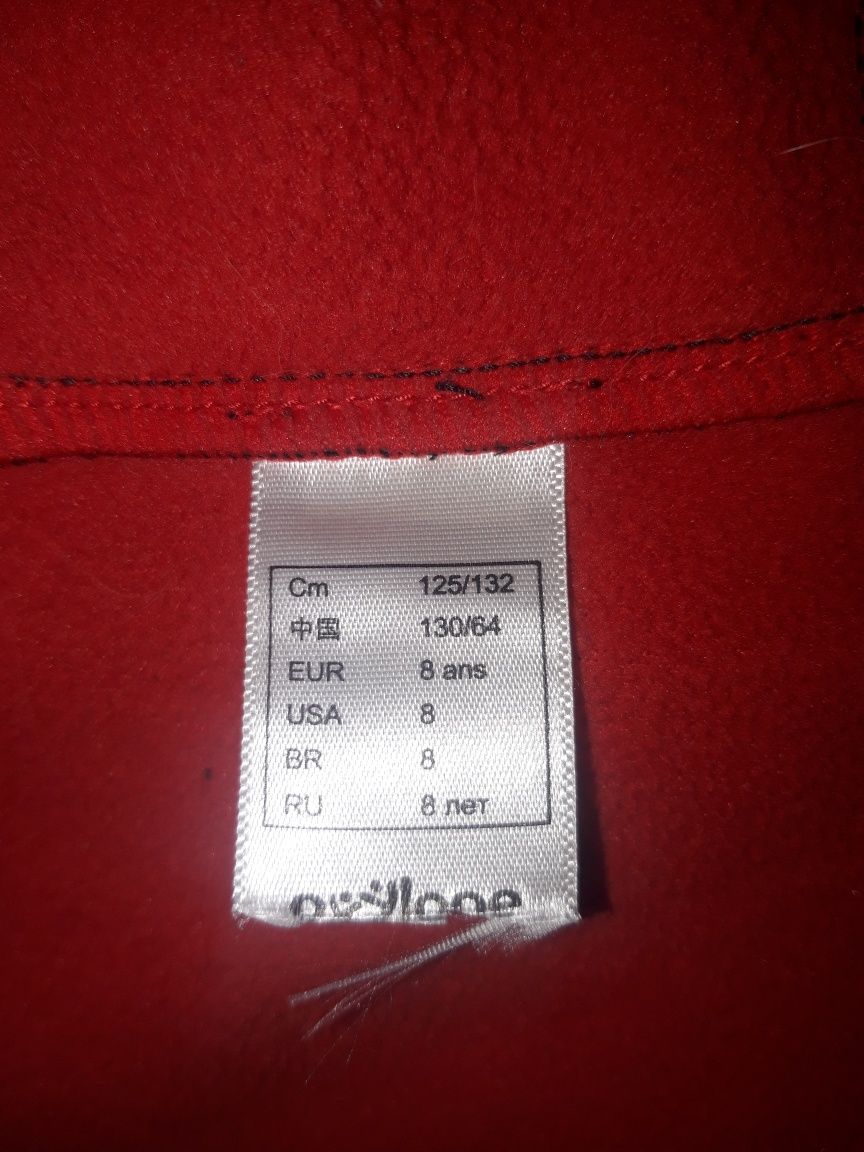 Cm 125/132
中国 130/64
EUR 8 ans
USA 8
BR 8
RU 8 лет